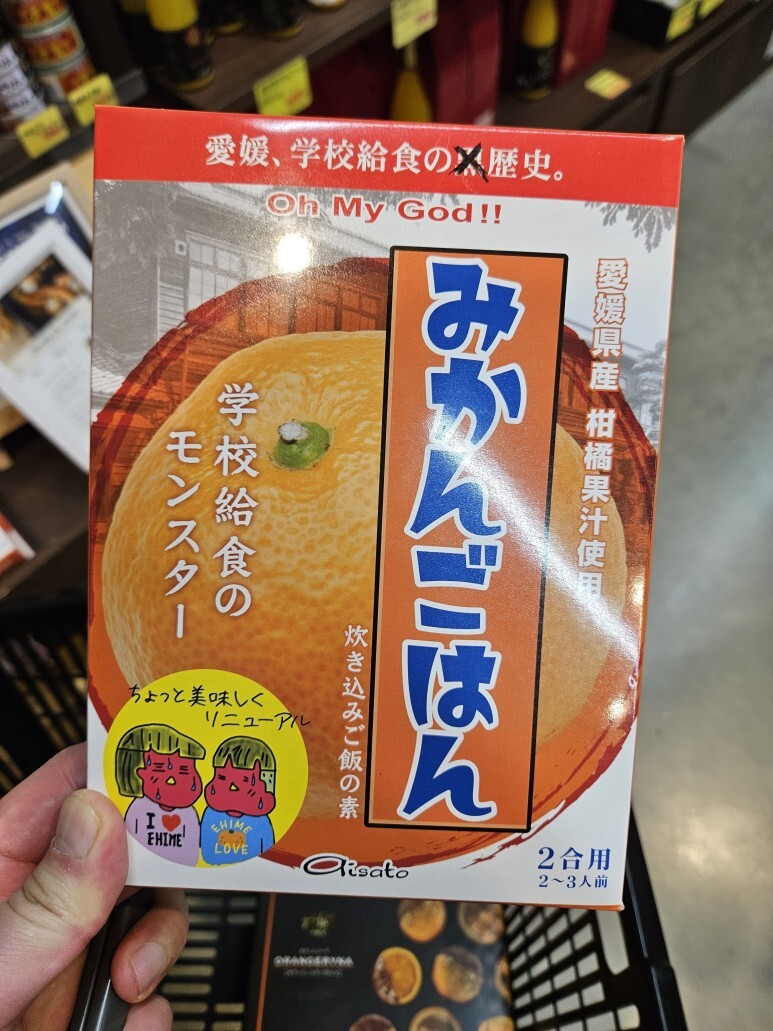 愛媛、学校給食の黒歴史。
Oh My God!!
愛媛県産 柑橘果汁使用
みかんごはん
炊き込みご飯の素
学校給食の
モンスター
ちょっと美味しく
リニューアル
I ❤ EHIME
EHIME
LOVE
aisato
2合用
2〜3人前
ORANGERYBA